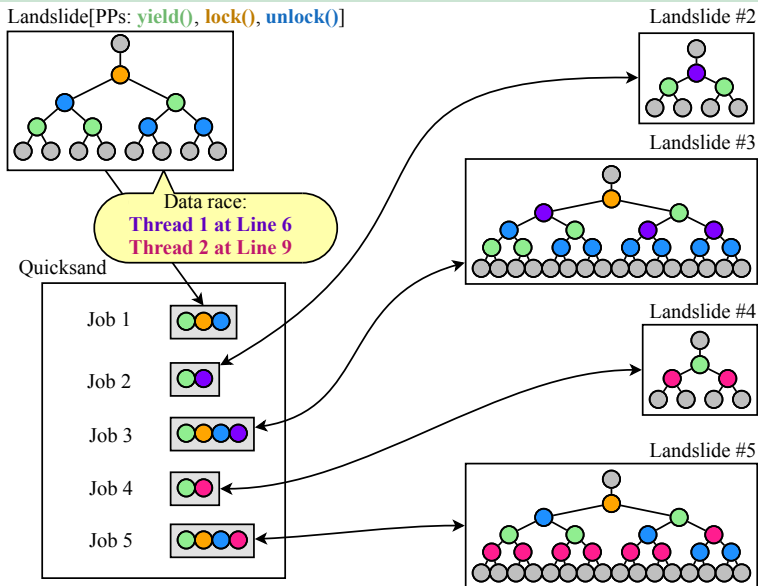 Landslide[PPs: yield(), lock(), unlock()]
Landslide #2
Landslide #3
Data race:
Thread 1 at Line 6
Thread 2 at Line 9
Quicksand
Job 1
Landslide #4
Job 2
Job 3
Landslide #5
Job 4
Job 5